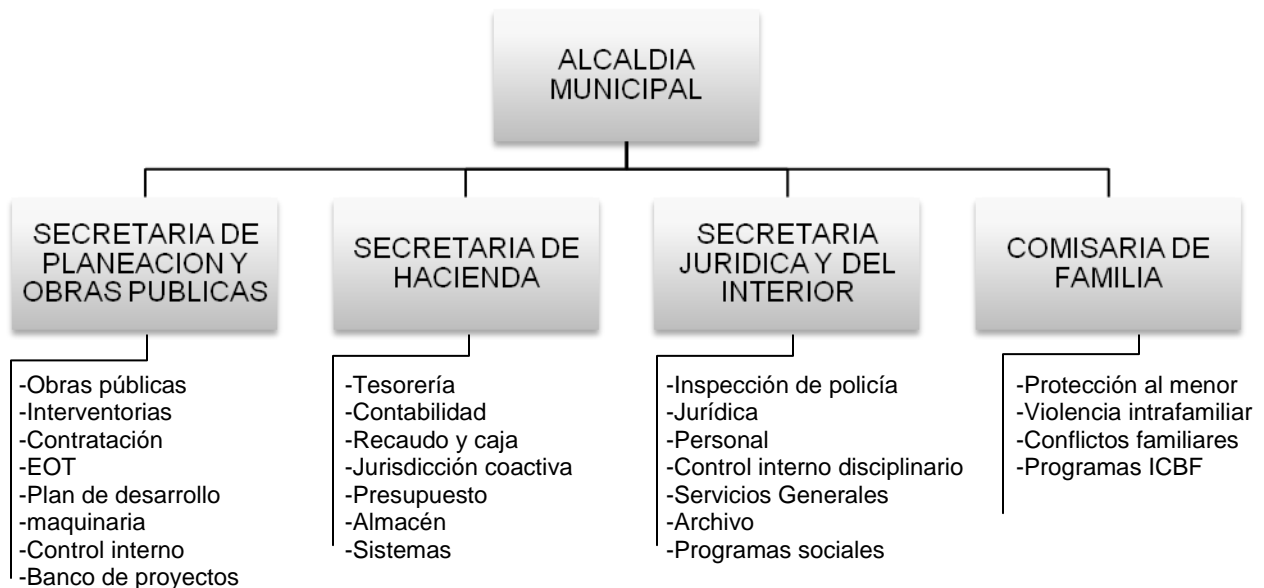 ALCALDIA
MUNICIPAL
SECRETARIA DE
PLANEACION Y
OBRAS PUBLICAS
SECRETARIA DE
HACIENDA
SECRETARIA
JURIDICA Y DEL
INTERIOR
COMISARIA DE
FAMILIA
-Obras públicas
-Interventorias
-Contratación
-EOT
-Plan de desarrollo
-maquinaria
-Control interno
-Banco de proyectos
-Tesorería
-Contabilidad
-Recaudo y caja
-Jurisdicción coactiva
-Presupuesto
-Almacén
-Sistemas
-Inspección de policía
-Jurídica
-Personal
-Control interno disciplinario
-Servicios Generales
-Archivo
-Programas sociales
-Protección al menor
-Violencia intrafamiliar
-Conflictos familiares
-Programas ICBF